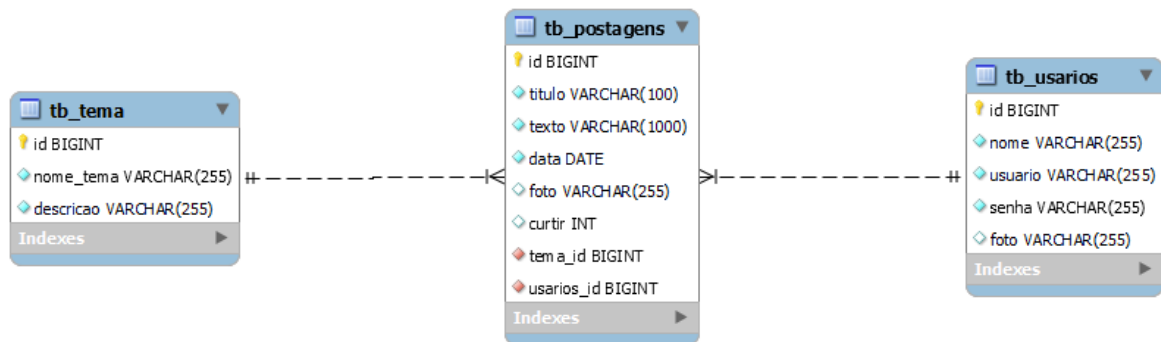 tb_tema
id BIGINT
nome_tema VARCHAR(255)
descricao VARCHAR(255)
Indexes
tb_postagens
id BIGINT
titulo VARCHAR(100)
texto VARCHAR(1000)
data DATE
foto VARCHAR(255)
curtir INT
tema_id BIGINT
usarios_id BIGINT
Indexes
tb_usarios
id BIGINT
nome VARCHAR(255)
usuario VARCHAR(255)
senha VARCHAR(255)
foto VARCHAR(255)
Indexes